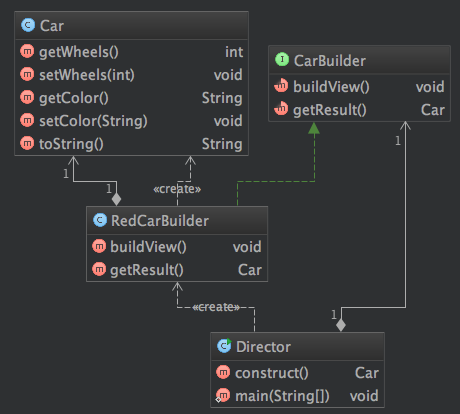 C Car
m getWheels() int
m setWheels(int) void
m getColor() String
m setColor(String) void
m toString() String
I CarBuilder
m buildView() void
m getResult() Car
1
1
1
«create»
C RedCarBuilder
m buildView() void
m getResult() Car
«create»
1
C Director
m construct() Car
m main(String[]) void